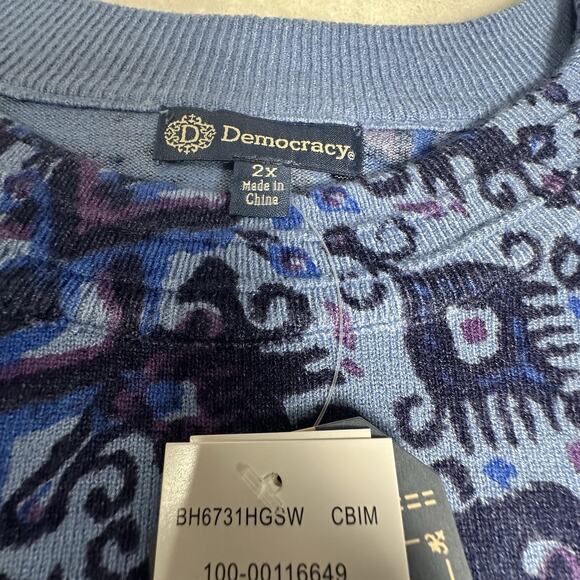 D Democracy®
2X
Made in
China
BH6731HGSW CBIM
100-00116649